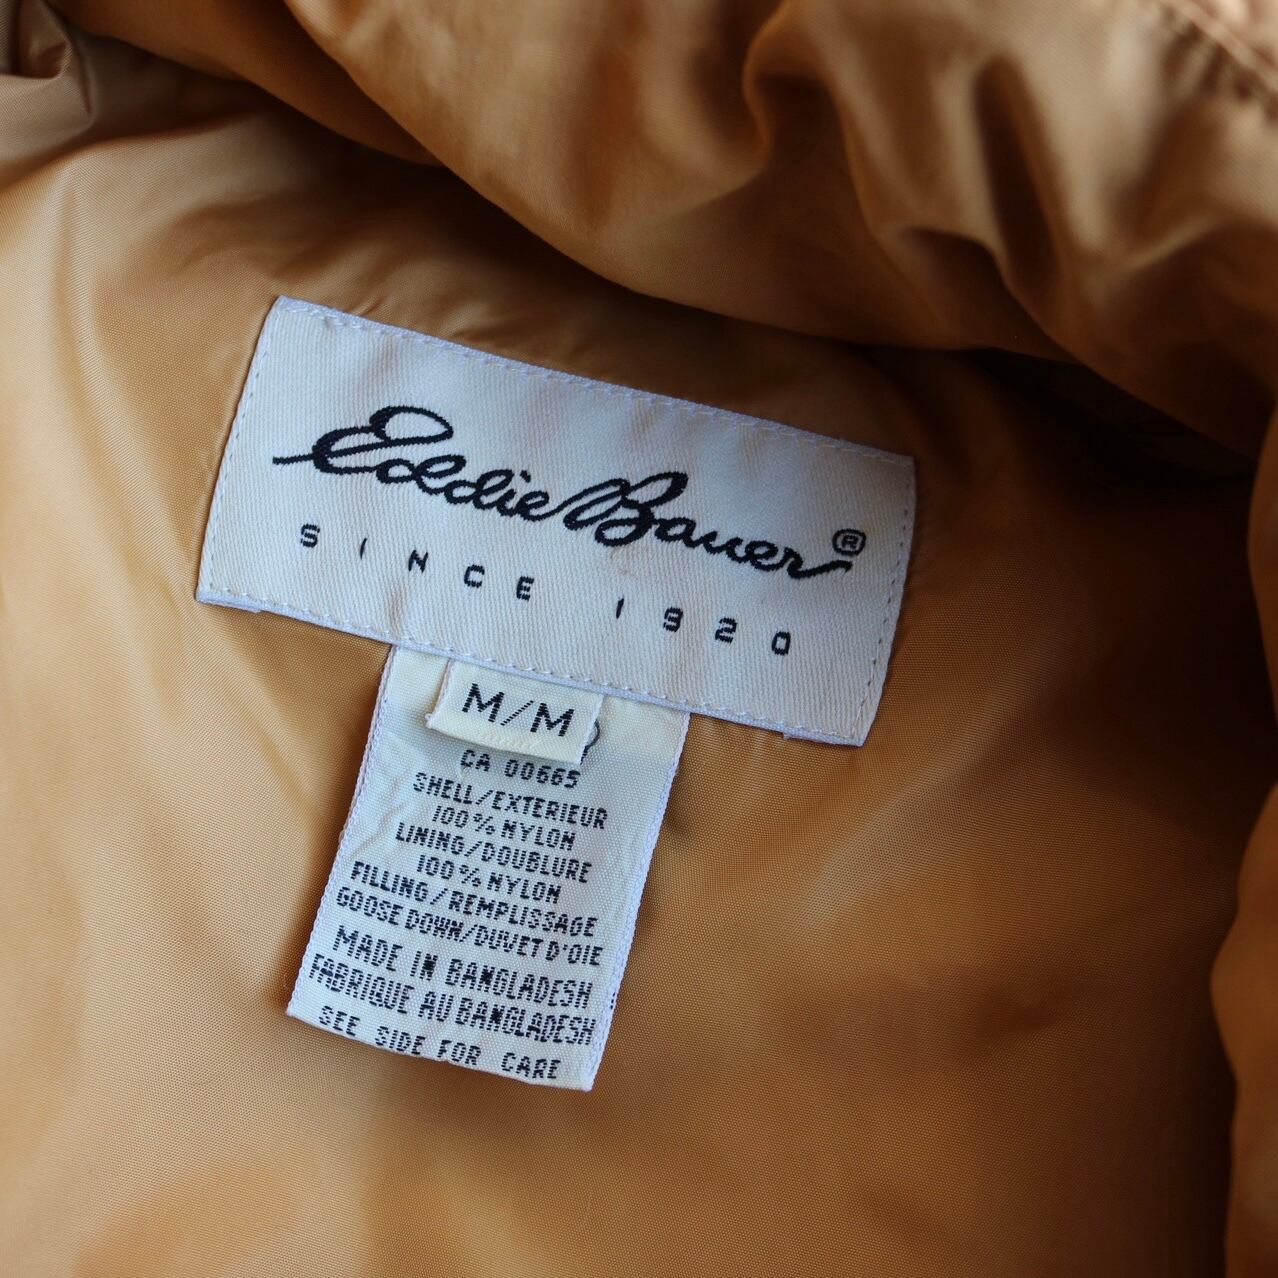 Eddie Bauer®
SINCE 1920
M/M
CA 00665
SHELL/EXTERIEUR
100% NYLON
LINING/DOUBLURE
100% NYLON
FILLING/REMPLISSAGE
GOOSE DOWN/DUVET D'OIE
MADE IN BANGLADESH
FABRIQUE AU BANGLADESH
SEE SIDE FOR CARE